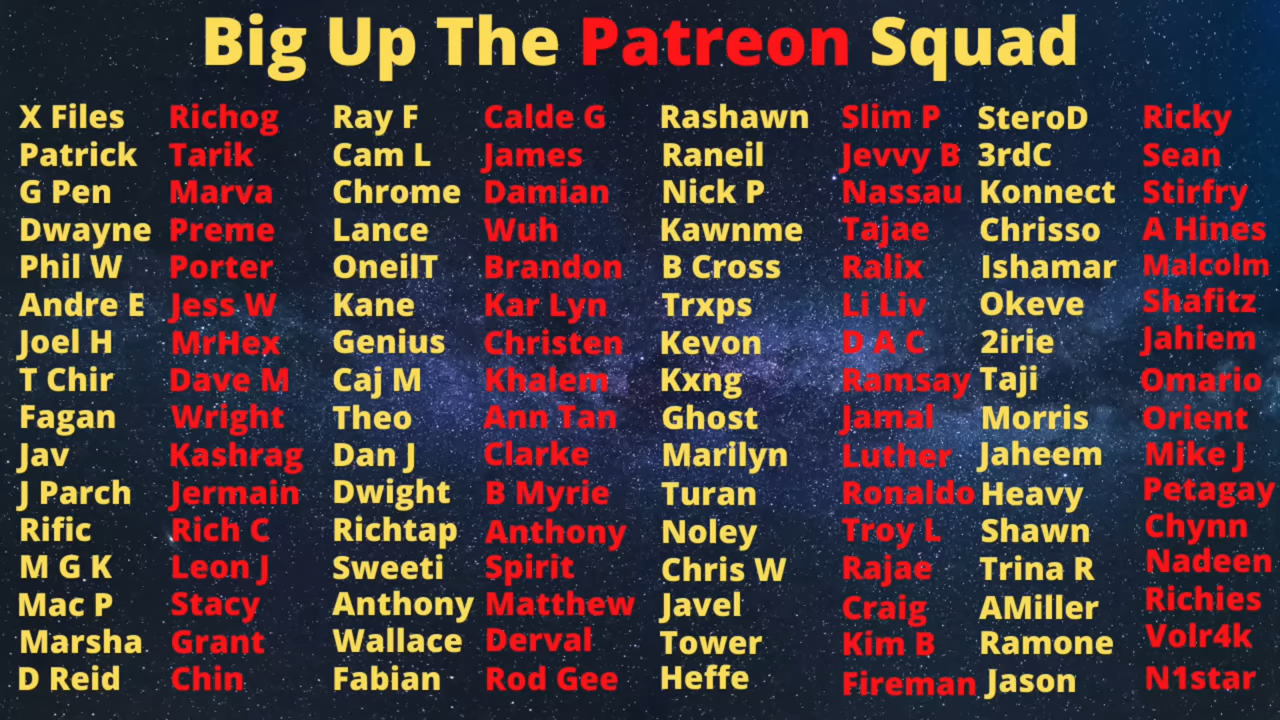 Big Up The Patreon Squad
X Files Richog Ray F Calde G Rashawn Slim P SteroD Ricky
Patrick Tarik Cam L James Raneil Jevvy B 3rdC Sean
G Pen Marva Chrome Damian Nick P Nassau Konnect Stirfry
Dwayne Preme Lance Wuh Kawnme Tajae Chrisso A Hines
Phil W Porter OneilT Brandon B Cross Ralix Ishamar Malcolm
Andre E Jess W Kane Kar Lyn Trxps Li Liv Okeve Shafitz
Joel H MrHex Genius Christen Kevon D A C 2irie Jahiem
T Chir Dave M Caj M Khalem Kxng Ramsay Taji Omario
Fagan Wright Theo Ann Tan Ghost Jamal Morris Orient
Jav Kashrag Dan J Clarke Marilyn Luther Jaheem Mike J
J Parch Jermain Dwight B Myrie Turan Ronaldo Heavy Petagay
Rific Rich C Richtap Anthony Noley Troy L Shawn Chynn
M G K Leon J Sweeti Spirit Chris W Rajae Trina R Nadeen
Mac P Stacy Anthony Matthew Javel Craig AMiller Richies
Marsha Grant Wallace Derval Tower Kim B Ramone Volr4k
D Reid Chin Fabian Rod Gee Heffe Fireman Jason N1star